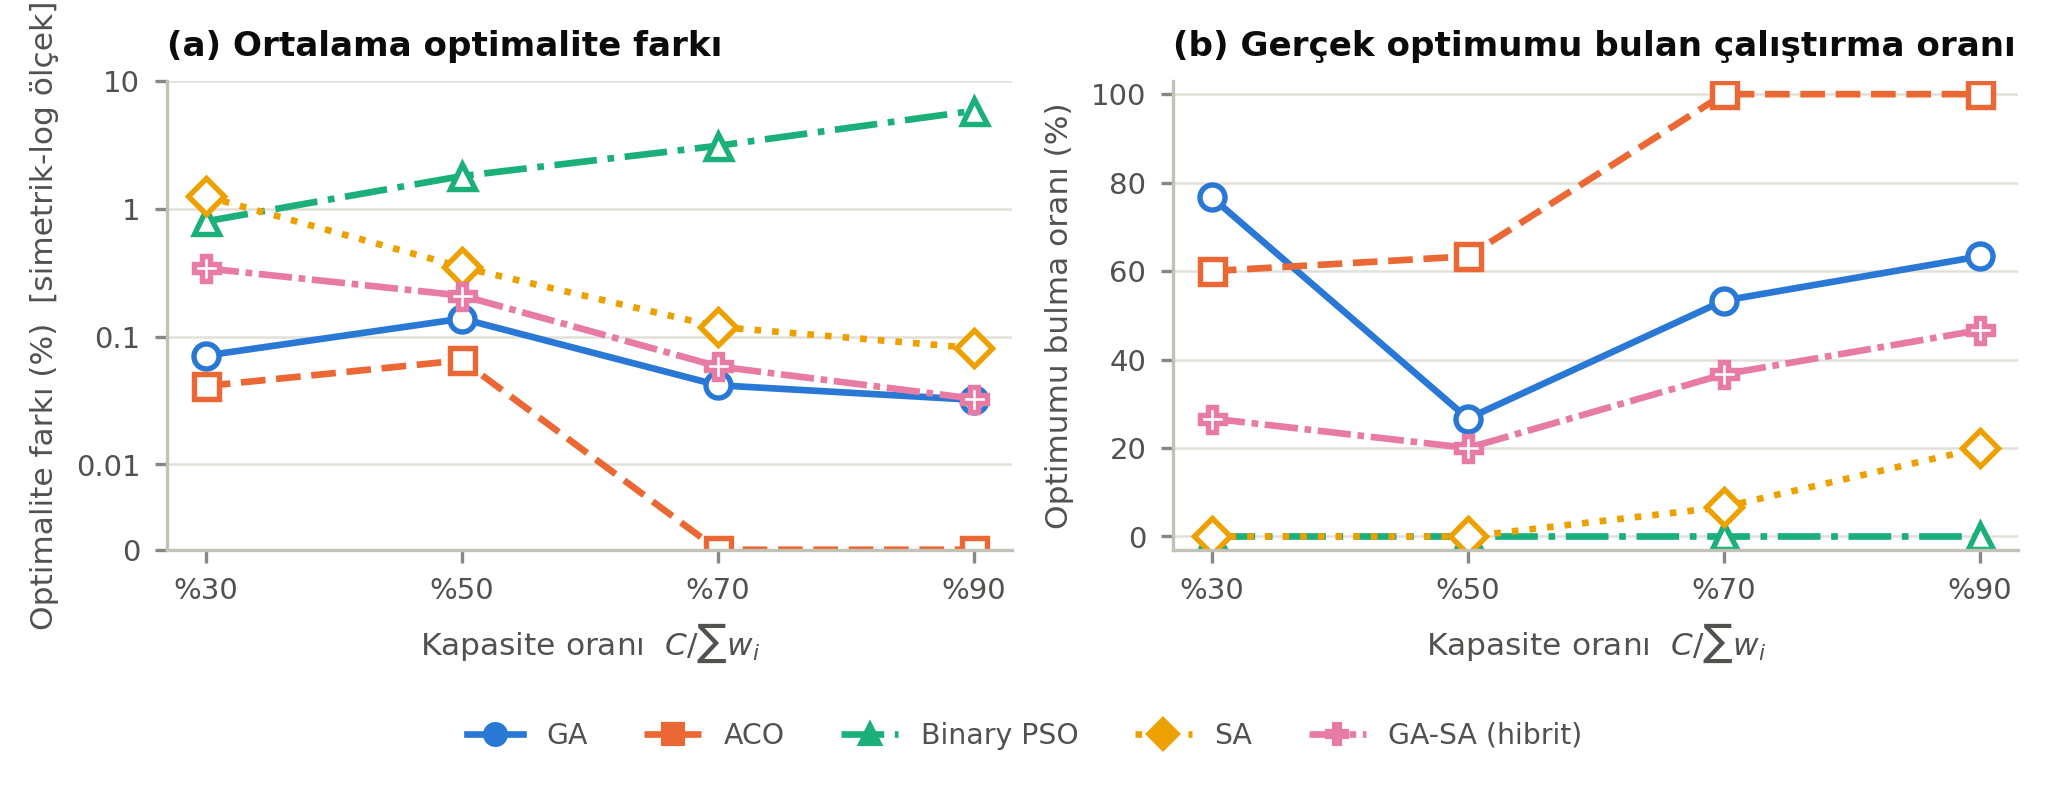 (a) Ortalama optimalite farkı
Optimalite farkı (%) [simetrik-log ölçek]
10
1
0.1
0.01
0
%30 %50 %70 %90
Kapasite oranı C/∑wᵢ
(b) Gerçek optimumu bulan çalıştırma oranı
Optimumu bulma oranı (%)
100
80
60
40
20
0
%30 %50 %70 %90
Kapasite oranı C/∑wᵢ
GA ACO Binary PSO SA GA-SA (hibrit)